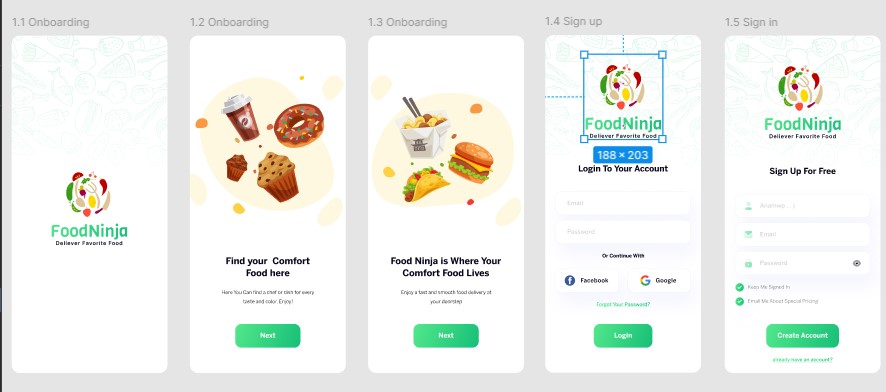 1.1 Onboarding
FoodNinja
Deliever Favorite Food
1.2 Onboarding
Find your Comfort
Food here
Here You Can find a chef or dish for every
taste and color. Enjoy!
Next
1.3 Onboarding
Food Ninja is Where Your
Comfort Food Lives
Enjoy a fast and smooth food delivery at
your doorstep
Next
1.4 Sign up
FoodNinja
Deliever Favorite Food
188 × 203
Login To Your Account
Email
Password
Or Continue With
Facebook
Google
Forgot Your Password?
Login
1.5 Sign in
FoodNinja
Deliever Favorite Food
Sign Up For Free
Email
Password
Keep Me Signed In
Email Me About Special Pricing
Create Account
already have an account?